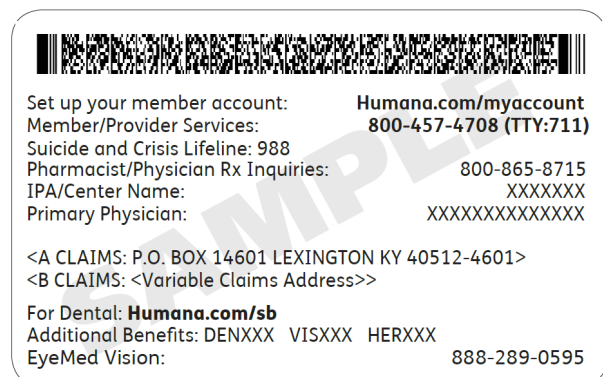 Set up your member account: Humana.com/myaccount
Member/Provider Services: 800-457-4708 (TTY:711)
Suicide and Crisis Lifeline: 988
Pharmacist/Physician Rx Inquiries: 800-865-8715
IPA/Center Name: XXXXXXX
Primary Physician: XXXXXXXXXXXXXX
<A CLAIMS: P.O. BOX 14601 LEXINGTON KY 40512-4601>
<B CLAIMS: <Variable Claims Address>>
For Dental: Humana.com/sb
Additional Benefits: DENXXX VISXXX HERXXX
EyeMed Vision: 888-289-0595
SAMPLE